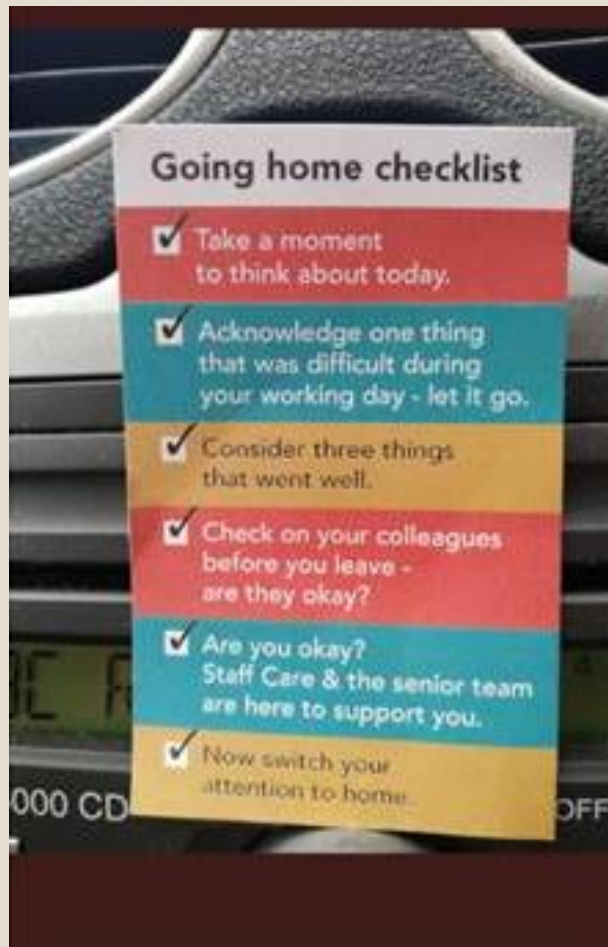 Going home checklist
Take a moment
to think about today.
Acknowledge one thing
that was difficult during
your working day - let it go.
Consider three things
that went well.
Check on your colleagues
before you leave -
are they okay?
Are you okay?
Staff Care & the senior team
are here to support you.
Now switch your
attention to home.
000 CD
OFF